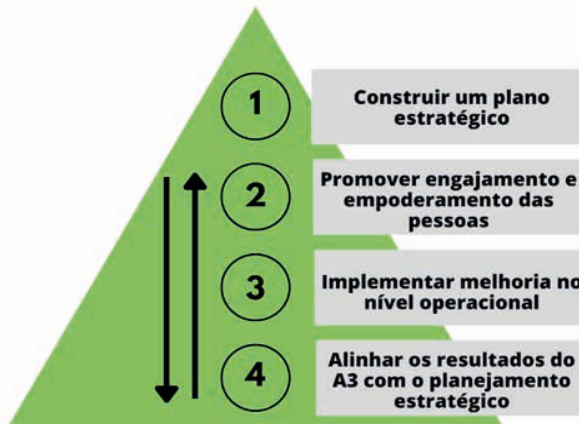 1
Construir um plano
estratégico
2
Promover engajamento e
empoderamento das
pessoas
3
Implementar melhoria no
nível operacional
4
Alinhar os resultados do
A3 com o planejamento
estratégico